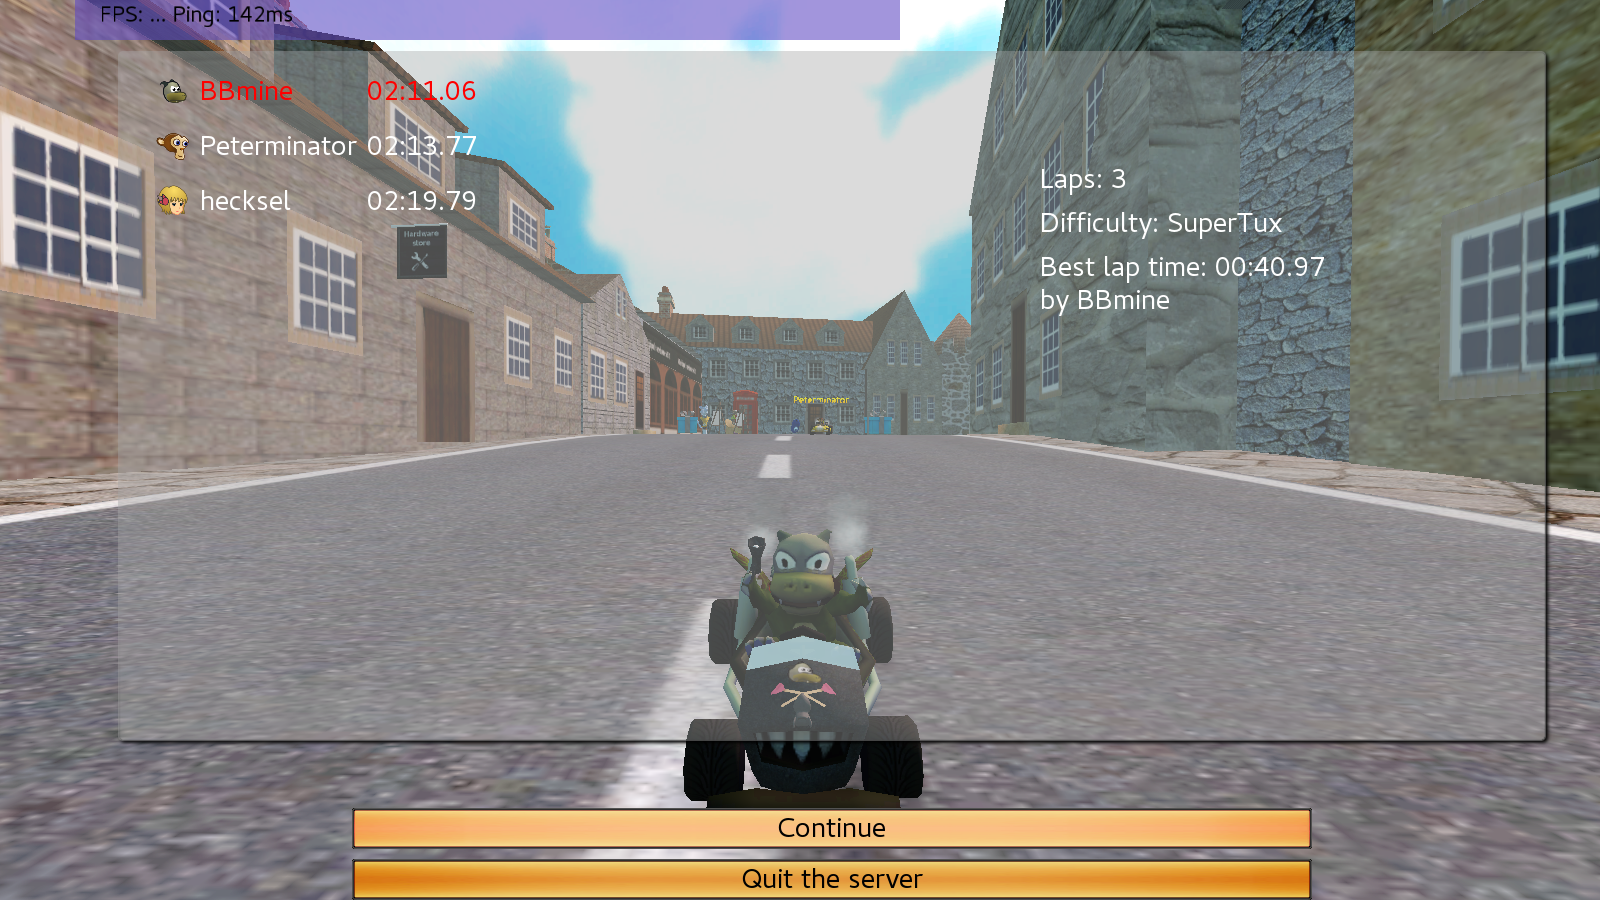 FPS: ... Ping: 142ms
BBmine 02:11.06
Peterminator 02:13.77
hecksel 02:19.79
Laps: 3
Difficulty: SuperTux
Best lap time: 00:40.97
by BBmine
Hardware
store
Peterminator
Continue
Quit the server